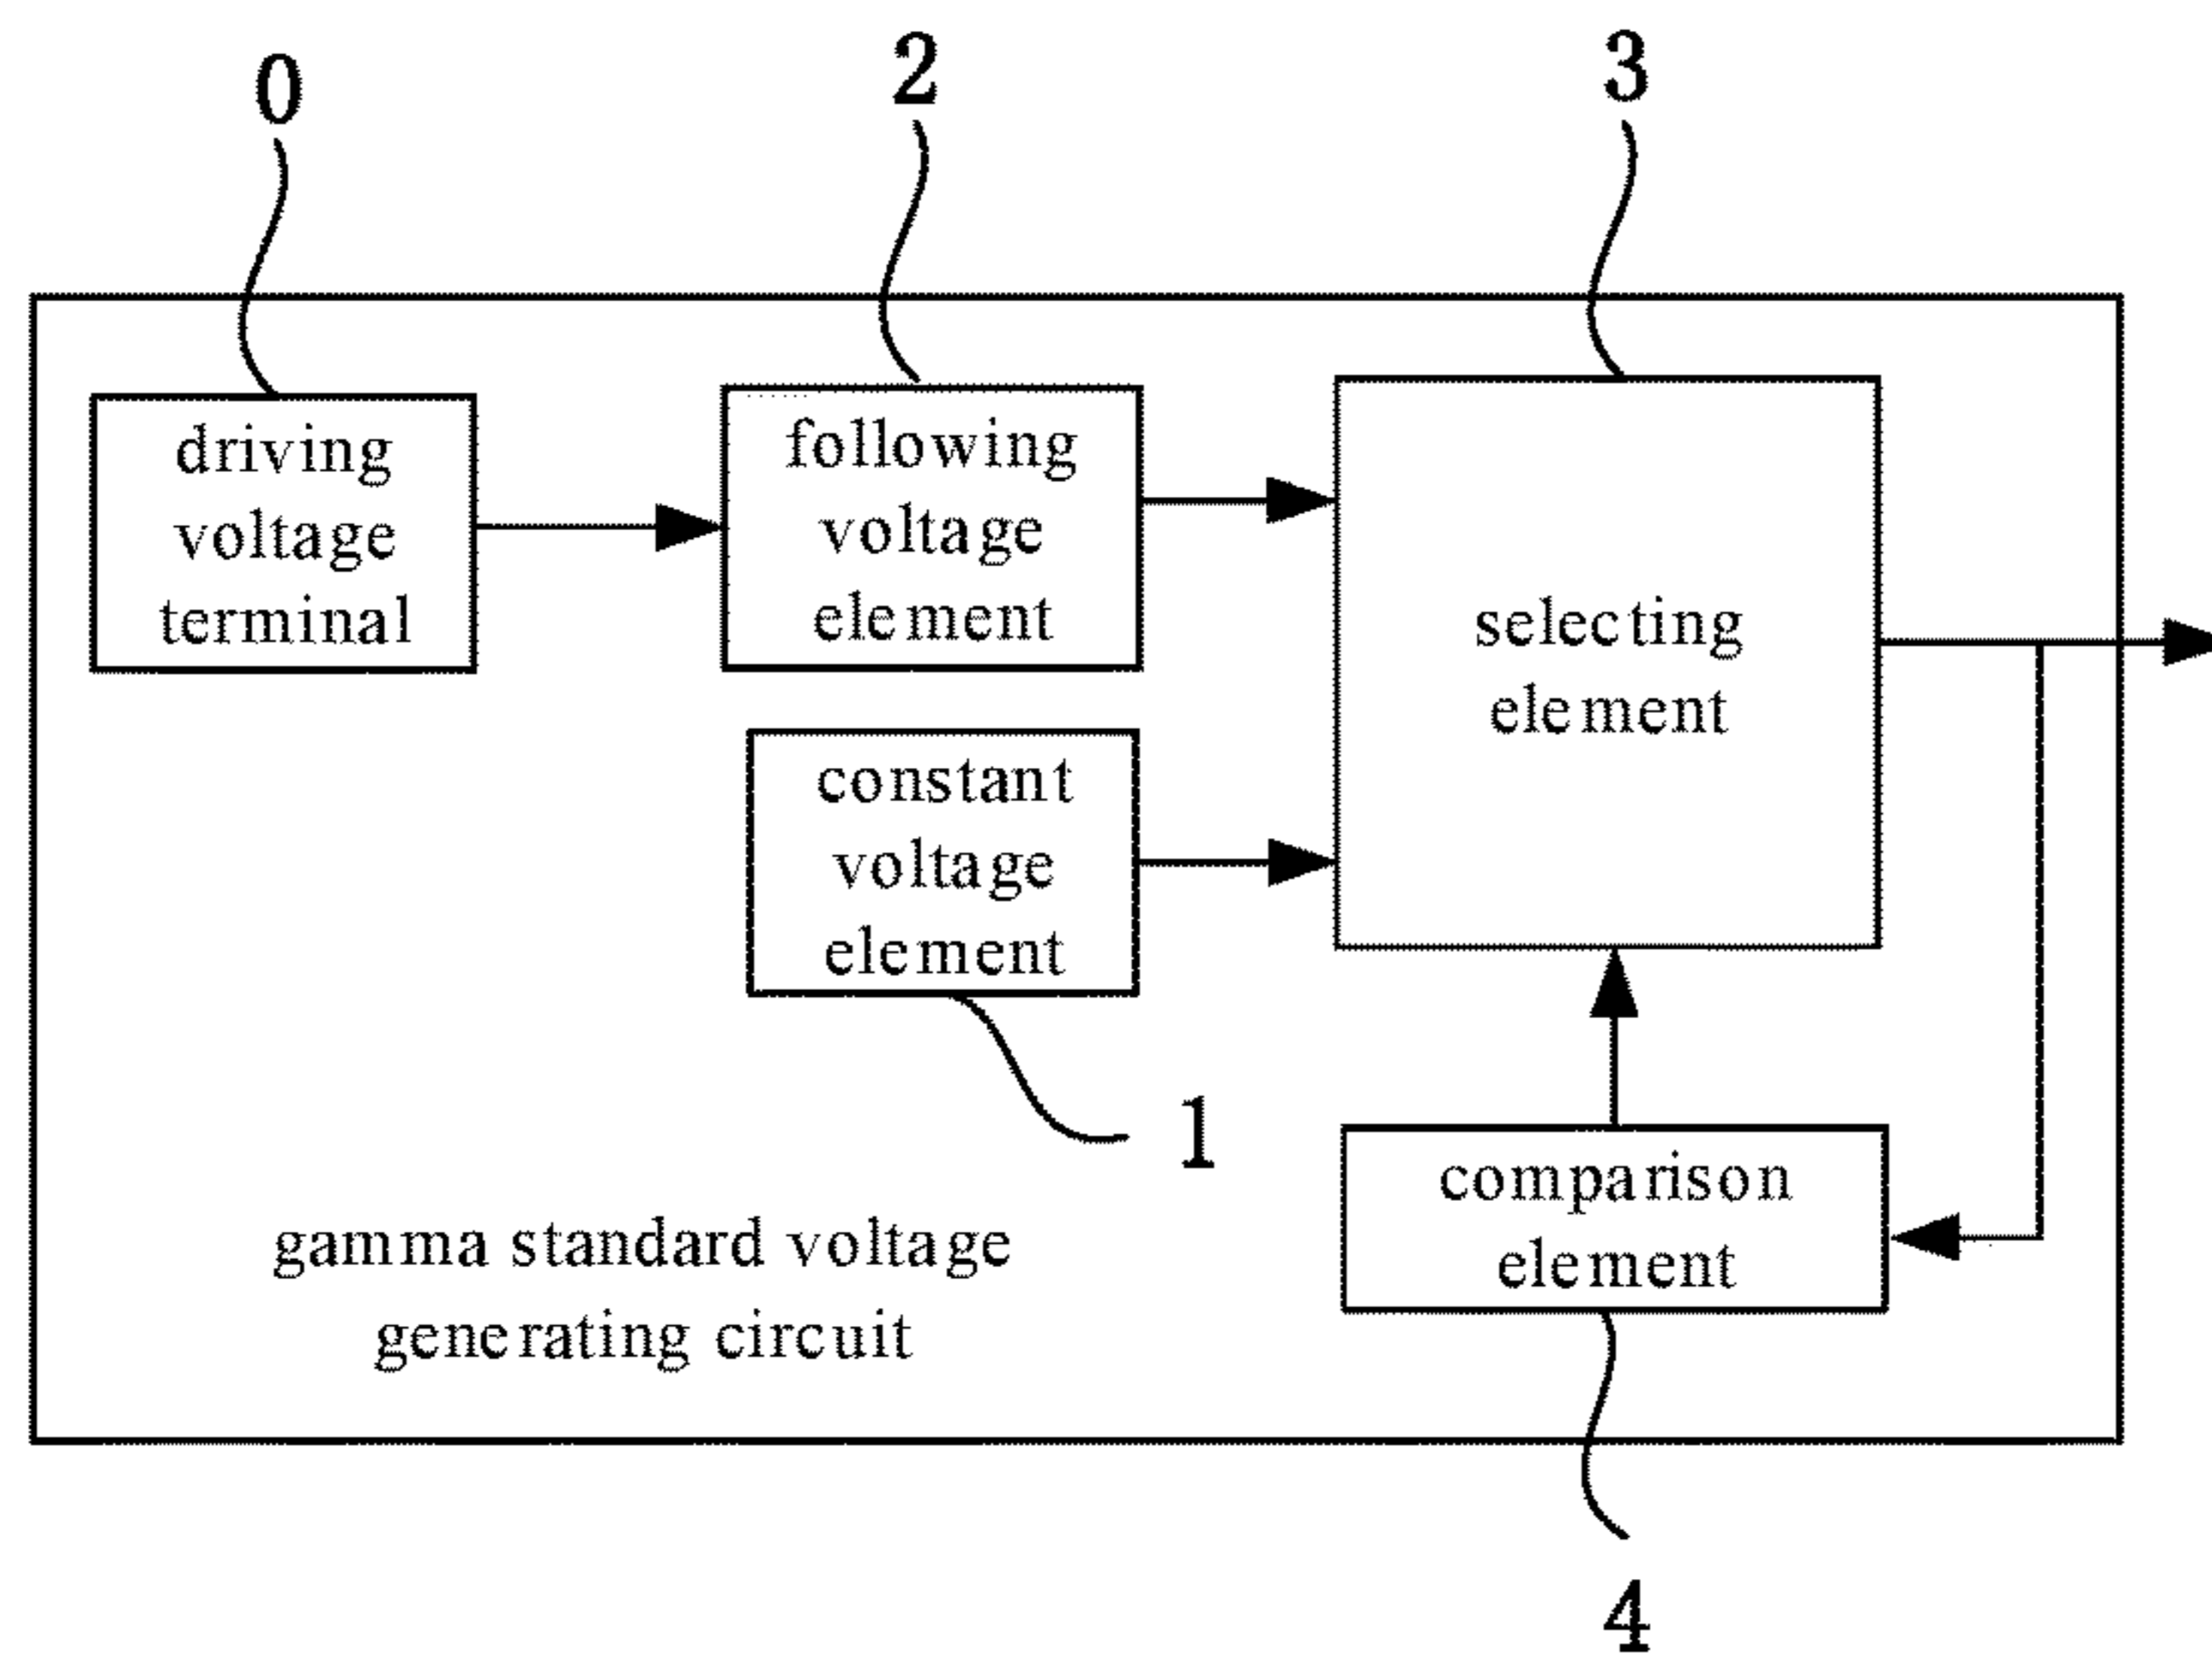 0
2
3
driving
voltage
terminal
following
voltage
element
selecting
element
constant
voltage
element
1
comparison
element
gamma standard voltage
generating circuit
4